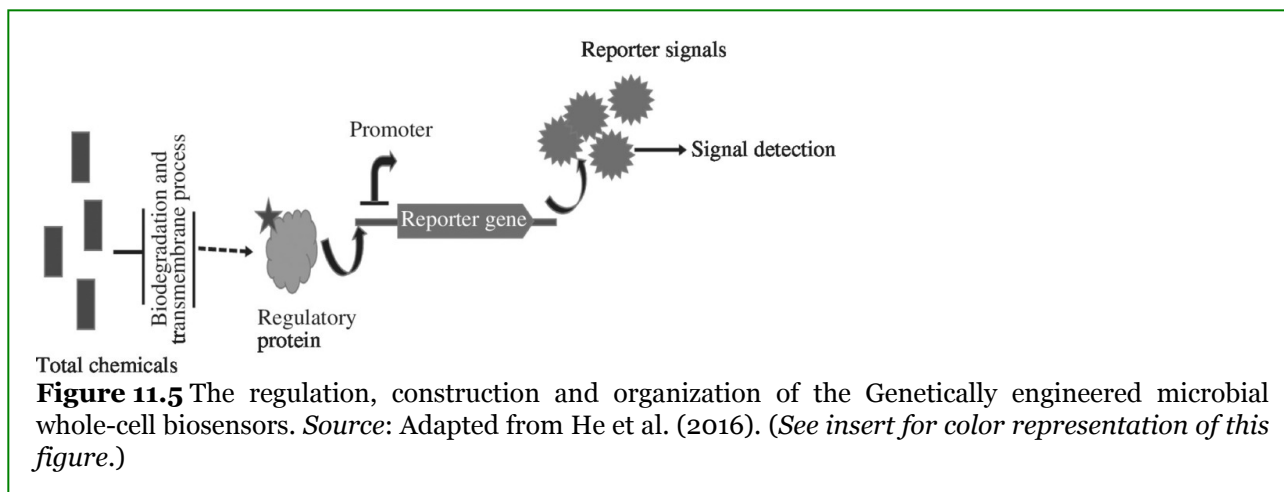 Reporter signals
Promoter
Signal detection
Biodegradation and
transmembrane process
Reporter gene
Regulatory
protein
Total chemicals
Figure 11.5 The regulation, construction and organization of the Genetically engineered microbial
whole-cell biosensors. Source: Adapted from He et al. (2016). (See insert for color representation of this
figure.)